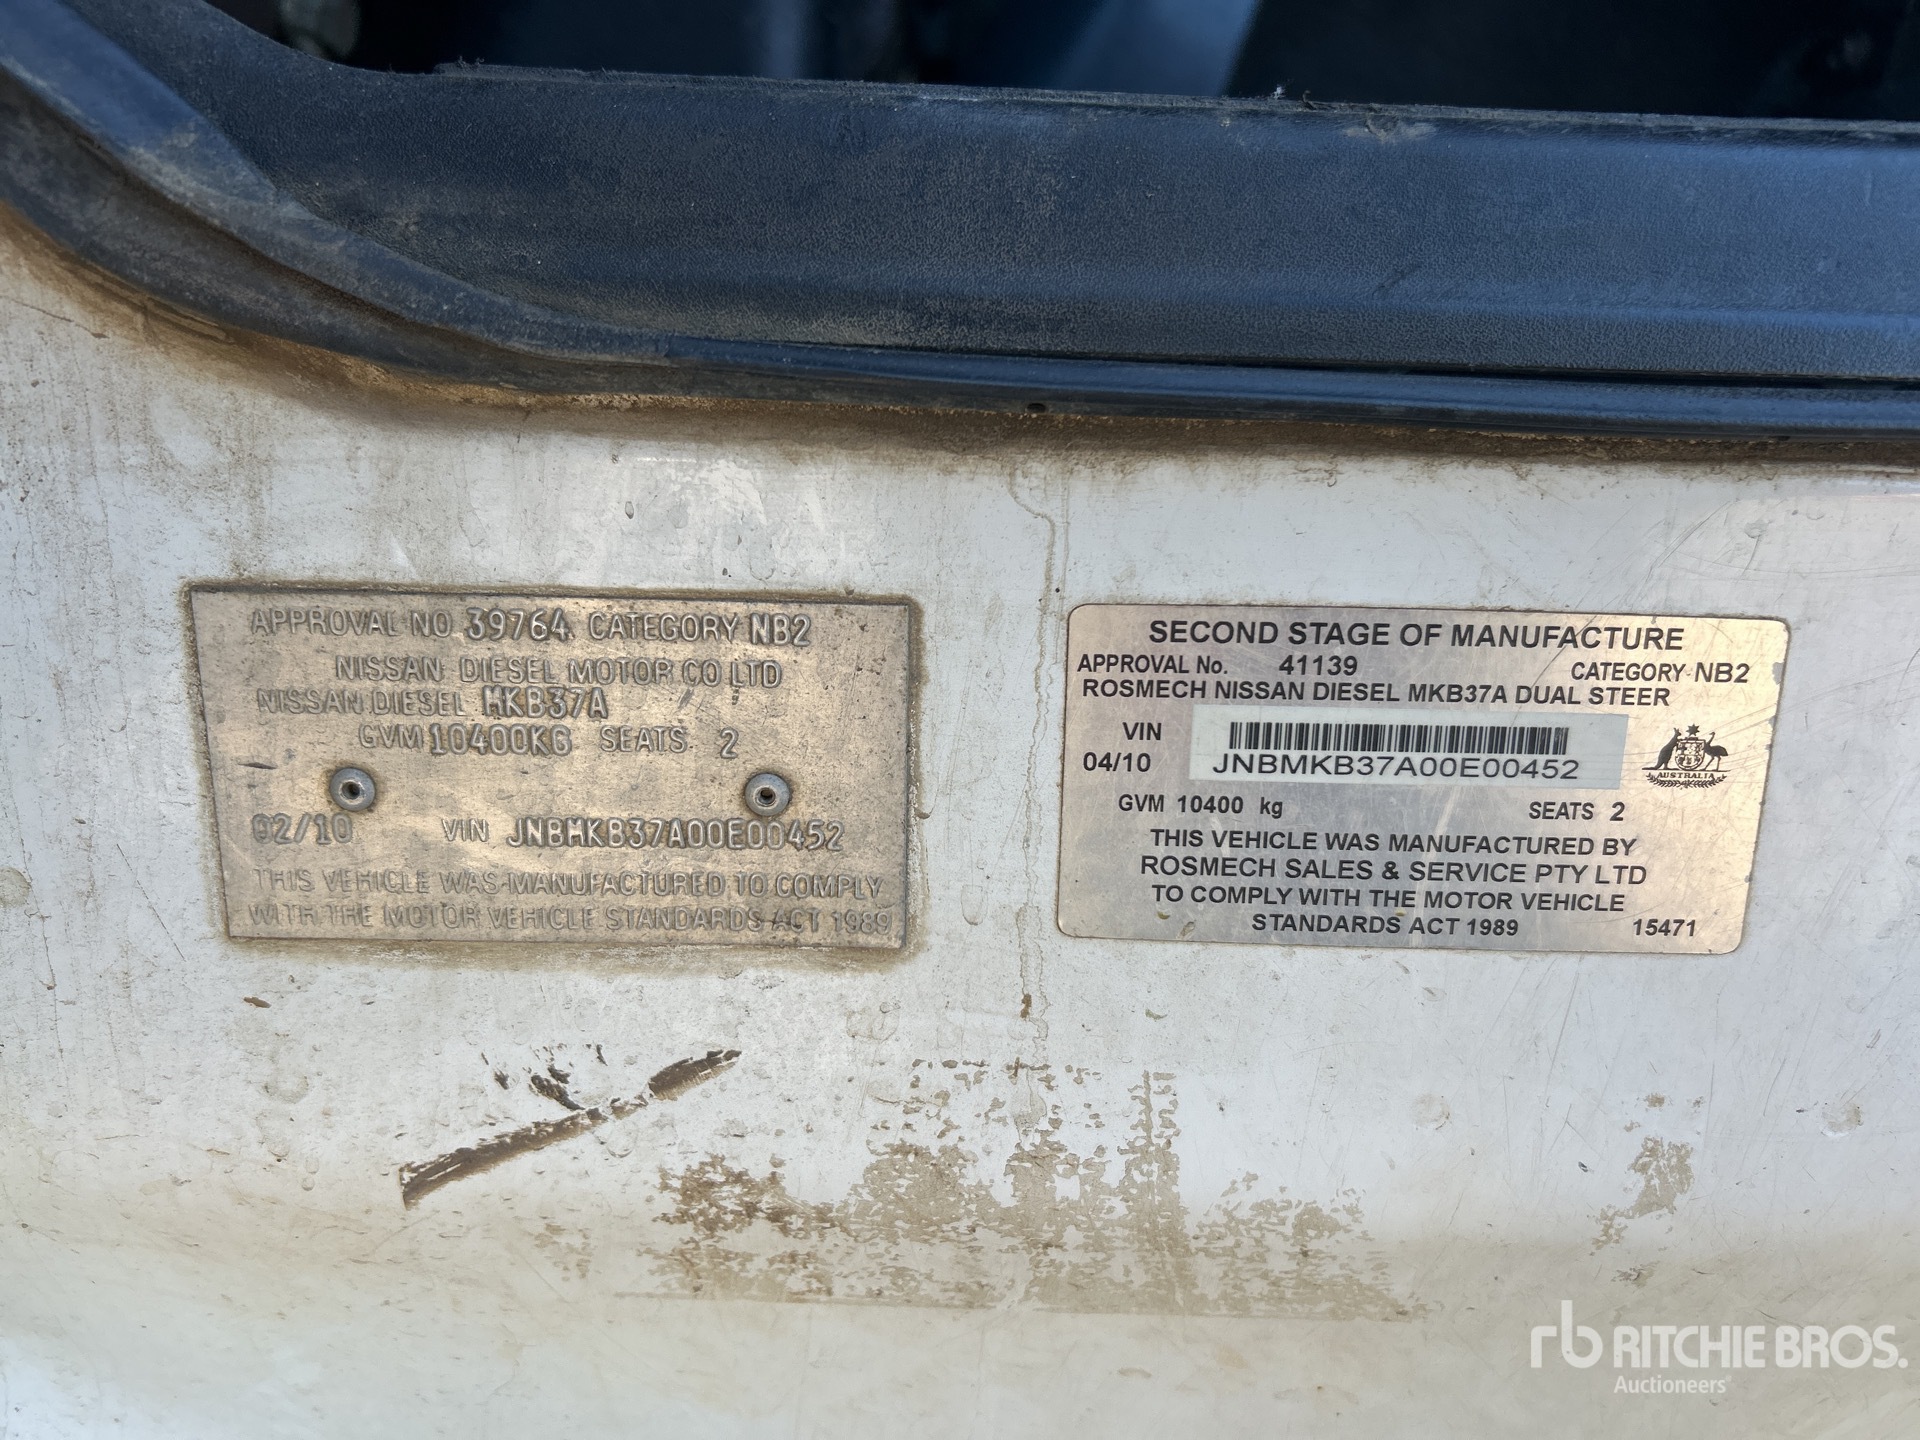 APPROVAL NO 39764. CATEGORY NB2
NISSAN DIESEL MOTOR CO LTD
NISSAN DIESEL MKB37A
GVM 10400KG SEATS 2
02/10 VIN JNBMKB37A00E00452
THIS VEHICLE WAS MANUFACTURED TO COMPLY
WITH THE MOTOR VEHICLE STANDARDS ACT 1989
SECOND STAGE OF MANUFACTURE
APPROVAL No. 41139 CATEGORY NB2
ROSMECH NISSAN DIESEL MKB37A DUAL STEER
VIN
04/10 JNBMKB37A00E00452
AUSTRALIA
GVM 10400 kg SEATS 2
THIS VEHICLE WAS MANUFACTURED BY
ROSMECH SALES & SERVICE PTY LTD
TO COMPLY WITH THE MOTOR VEHICLE
STANDARDS ACT 1989 15471
rb RITCHIE BROS.
Auctioneers